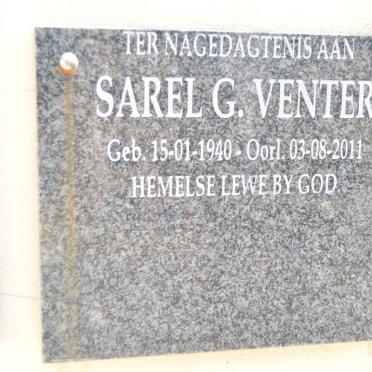 TER NAGEDAGTENIS AAN
SAREL G. VENTER
Geb. 15-01-1940 - Oorl. 03-08-2011
HEMELSE LEWE BY GOD.